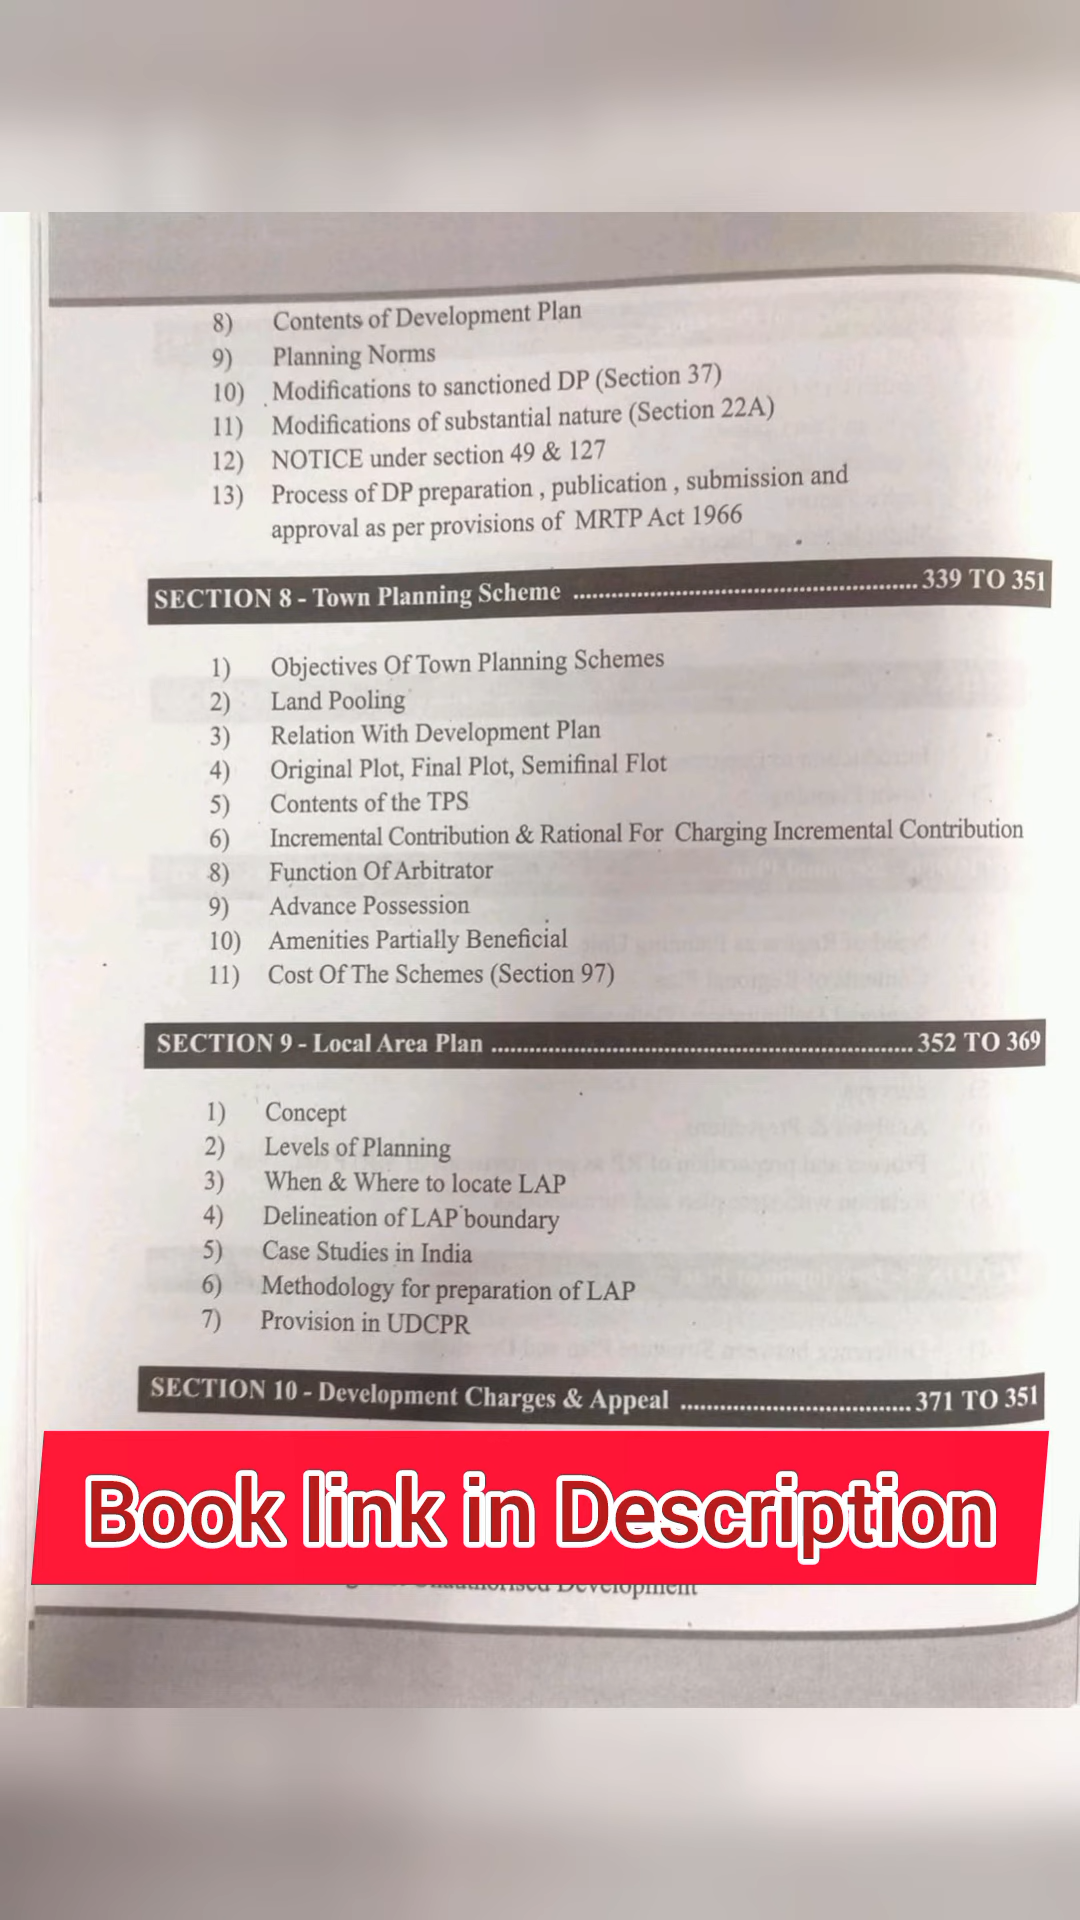 8) Contents of Development Plan
9) Planning Norms
10) Modifications to sanctioned DP (Section 37)
11) Modifications of substantial nature (Section 22A)
12) NOTICE under section 49 & 127
13) Process of DP preparation , publication , submission and
approval as per provisions of MRTP Act 1966
SECTION 8 - Town Planning Scheme ........................................................ 339 TO 351
1) Objectives Of Town Planning Schemes
2) Land Pooling
3) Relation With Development Plan
4) Original Plot, Final Plot, Semifinal Flot
5) Contents of the TPS
6) Incremental Contribution & Rational For Charging Incremental Contribution
8) Function Of Arbitrator
9) Advance Possession
10) Amenities Partially Beneficial
11) Cost Of The Schemes (Section 97)
SECTION 9 - Local Area Plan .................................................................... 352 TO 369
1) Concept
2) Levels of Planning
3) When & Where to locate LAP
4) Delineation of LAP boundary
5) Case Studies in India
6) Methodology for preparation of LAP
7) Provision in UDCPR
SECTION 10 - Development Charges & Appeal ..................................... 371 TO 351
Book link in Description
Development